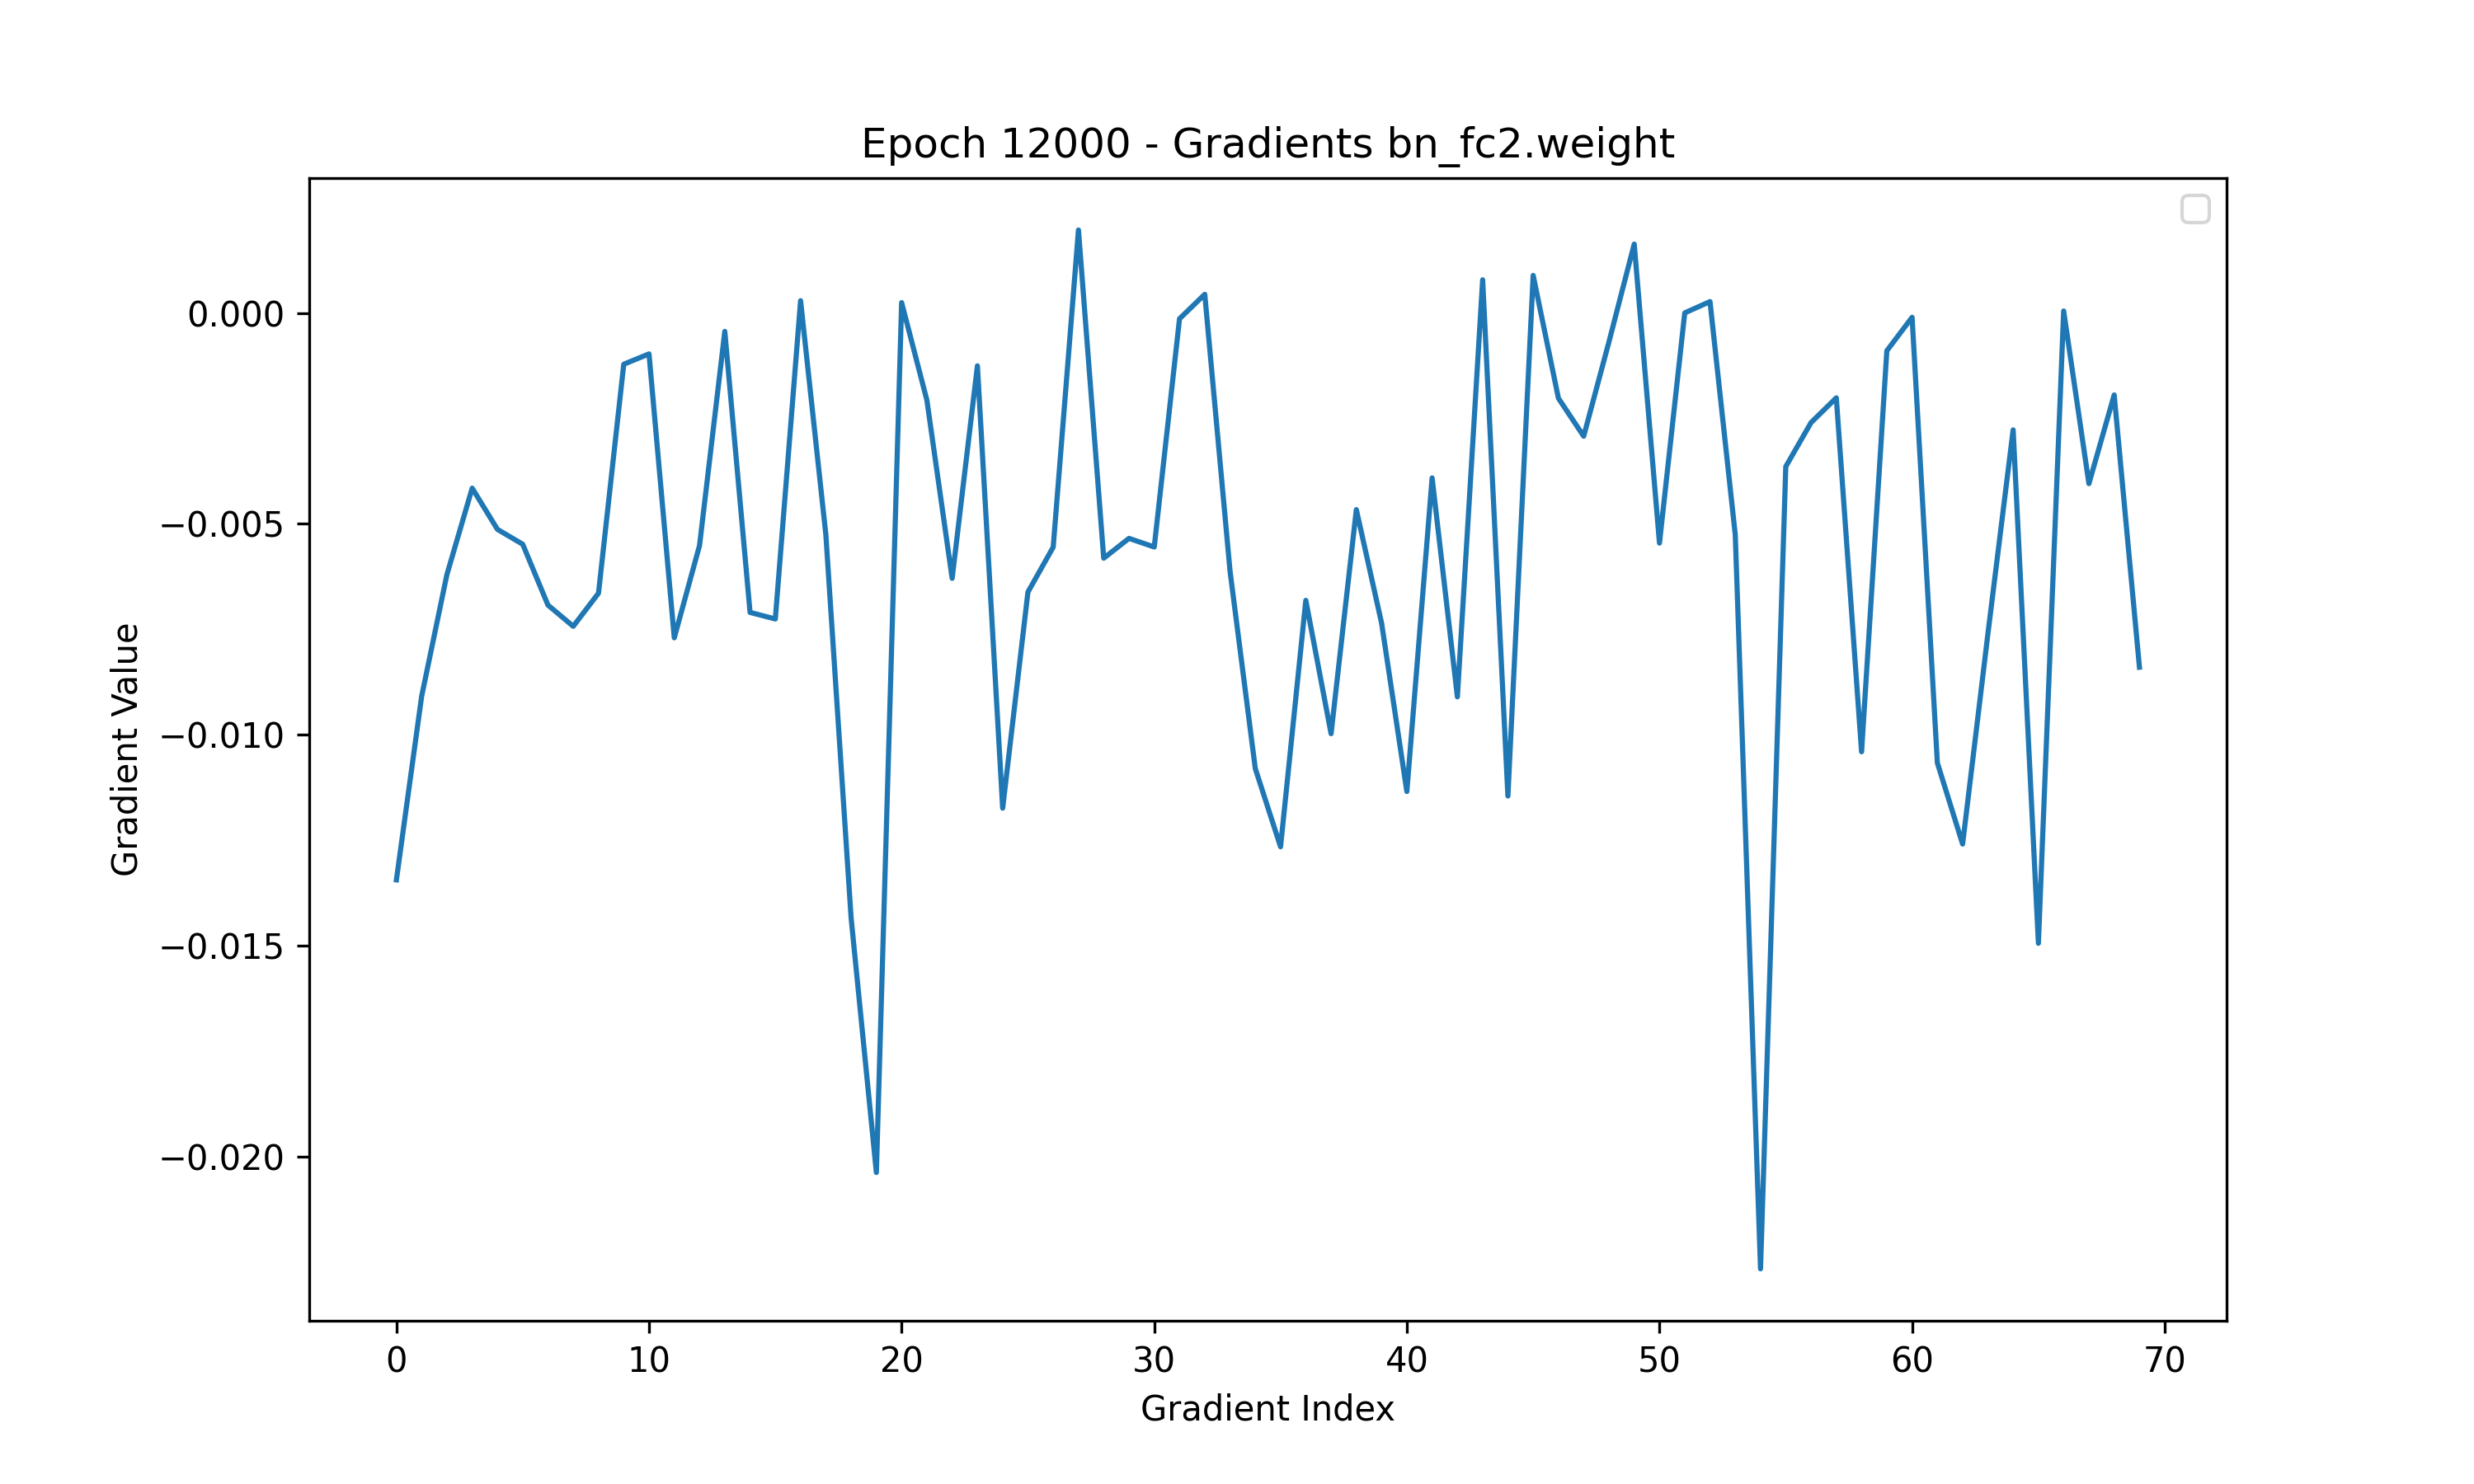 Epoch 12000 - Gradients bn_fc2.weight
0.000
−0.005
−0.010
−0.015
−0.020
Gradient Value
0 10 20 30 40 50 60 70
Gradient Index